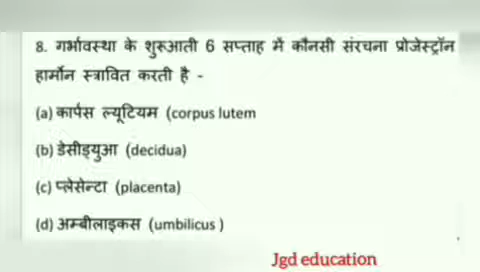 8. गर्भावस्था के शुरूआती 6 सप्ताह में कौनसी संरचना प्रोजेस्ट्रॉन
हार्मोन स्त्रावित करती है -
(a) कार्पस ल्यूटियम (corpus lutem
(b) डेसीड्युआ (decidua)
(c) प्लेसेन्टा (placenta)
(d) अम्बीलाइकस (umbilicus )
Jgd education